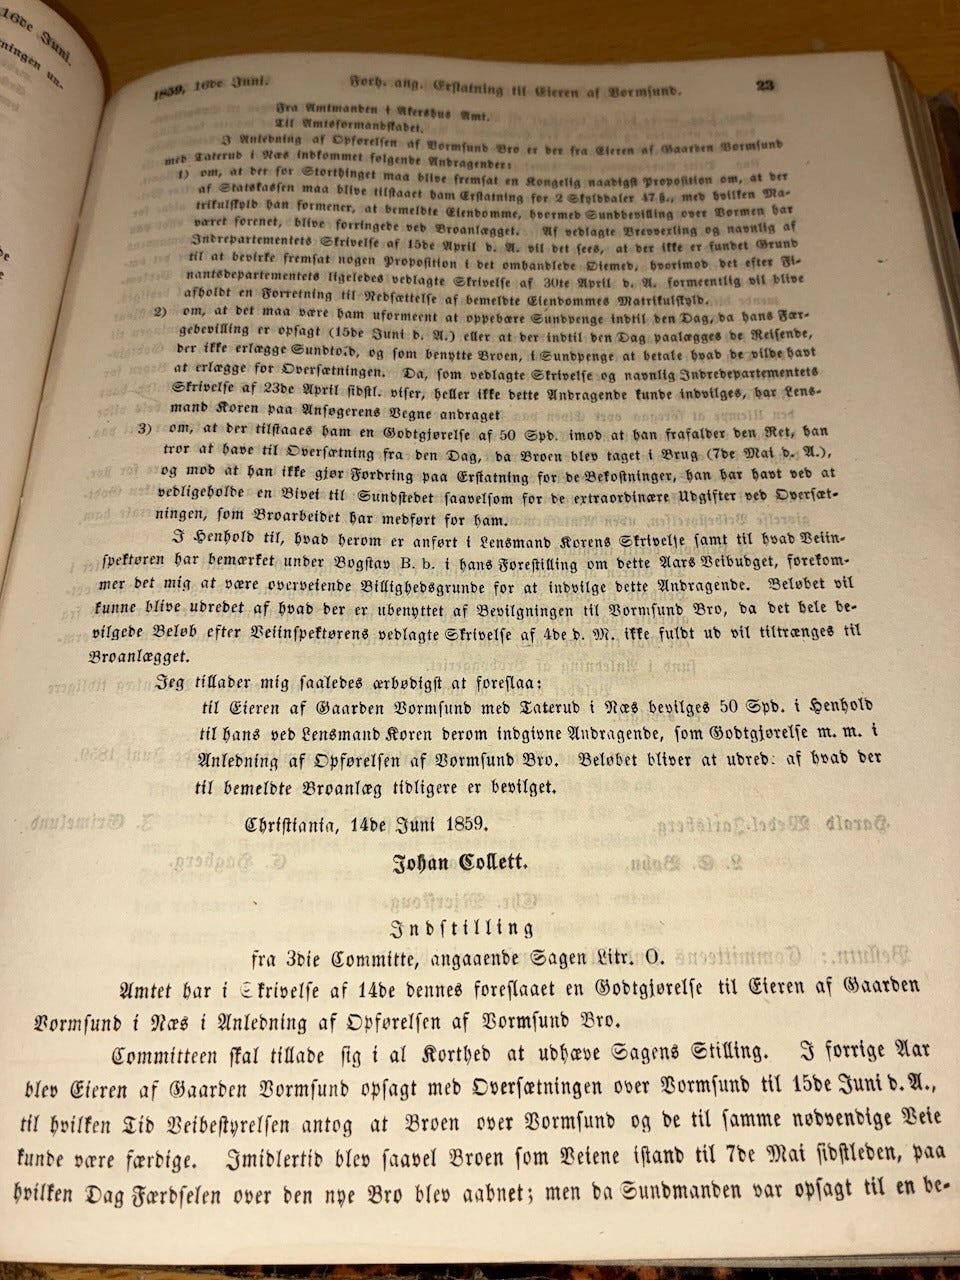 16de Juni.
ningen un-
1859, 16de Juni. Forh. ang. Erstatning til Eieren af Vormsund. 23
Fra Amtmanden i Akershus Amt.
Til Amtsformandskabet.
I Anledning af Opførelsen af Vormsund Bro er der fra Eieren af Gaarden Vormsund
med Taterud i Næs indkommet følgende Andragender:
1) om, at der for Storthinget maa blive fremsat en Kongelig naadigst Proposition om, at der
af Statskassen maa blive tilstaaet ham Erstatning for 2 Skylddaler 47 ß., med hvilken Ma-
trikulskyld han formener, at bemeldte Eiendomme, hvormed Sundbevilling over Vormen har
været forenet, blive forringede ved Broanlægget. Af vedlagte Brevvexling og navnlig af
Indredepartementets Skrivelse af 15de April d. A. vil det sees, at der ikke er fundet Grund
til at bevirke fremsat nogen Proposition i det omhandlede Øiemed, hvorimod det efter Fi-
nantsdepartementets ligeledes vedlagte Skrivelse af 30te April d. A. formeentlig vil blive
afholdt en Forretning til Nedsættelse af bemeldte Eiendommes Matrikulskyld.
2) om, at det maa være ham uformeent at oppebære Sundpenge indtil den Dag, da hans Fær-
gebevilling er opsagt (15de Juni d. A.) eller at der indtil den Dag paalægges de Reisende,
der ikke erlægge Sundtold, og som benytte Broen, i Sundpenge at betale hvad de vilde havt
at erlægge for Oversætningen. Da, som vedlagte Skrivelse og navnlig Indredepartementets
Skrivelse af 23de April sidstl. viser, heller ikke dette Andragende kunde indvilges, har Lens-
mand Koren paa Ansøgerens Vegne andraget
3) om, at der tilstaaes ham en Godtgjørelse af 50 Spd. imod at han frafalder den Ret, han
tror at have til Oversætning fra den Dag, da Broen blev taget i Brug (7de Mai d. A.),
og mod at han ikke gjør Fordring paa Erstatning for de Bekostninger, han har havt ved at
vedligeholde en Bivei til Sundstedet saavelsom for de extraordinære Udgifter ved Oversæt-
ningen, som Broarbeidet har medført for ham.
I Henhold til, hvad herom er anført i Lensmand Korens Skrivelse samt til hvad Veiin-
spektøren har bemærket under Bogstav B. b. i hans Forestilling om dette Aars Veibudget, forekom-
mer det mig at være overveiende Billighedsgrunde for at indvilge dette Andragende. Beløbet vil
kunne blive udredet af hvad der er ubenyttet af Bevilgningen til Vormsund Bro, da det hele be-
vilgede Beløb efter Veiinspektørens vedlagte Skrivelse af 4de d. M. ikke fuldt ud vil tiltrænges til
Broanlægget.
Jeg tillader mig saaledes ærbødigst at foreslaa:
til Eieren af Gaarden Vormsund med Taterud i Næs bevilges 50 Spd. i Henhold
til hans ved Lensmand Koren derom indgivne Andragende, som Godtgjørelse m. m. i
Anledning af Opførelsen af Vormsund Bro. Beløbet bliver at udrede af hvad der
til bemeldte Broanlæg tidligere er bevilget.
Christiania, 14de Juni 1859.
Johan Collett.
Indstilling
fra 3die Committe, angaaende Sagen Litr. O.
Amtet har i Skrivelse af 14de dennes foreslaaet en Godtgjørelse til Eieren af Gaarden
Vormsund i Næs i Anledning af Opførelsen af Vormsund Bro.
Committeen skal tillade sig i al Korthed at udhæve Sagens Stilling. I forrige Aar
blev Eieren af Gaarden Vormsund opsagt med Oversætningen over Vormsund til 15de Juni d. A.,
til hvilken Tid Veibestyrelsen antog at Broen over Vormsund og de til samme nødvendige Veie
kunde være færdige. Imidlertid blev saavel Broen som Veiene istand til 7de Mai sidstleden, paa
hvilken Dag Færdselen over den nye Bro blev aabnet; men da Sundmanden var opsagt til en be-